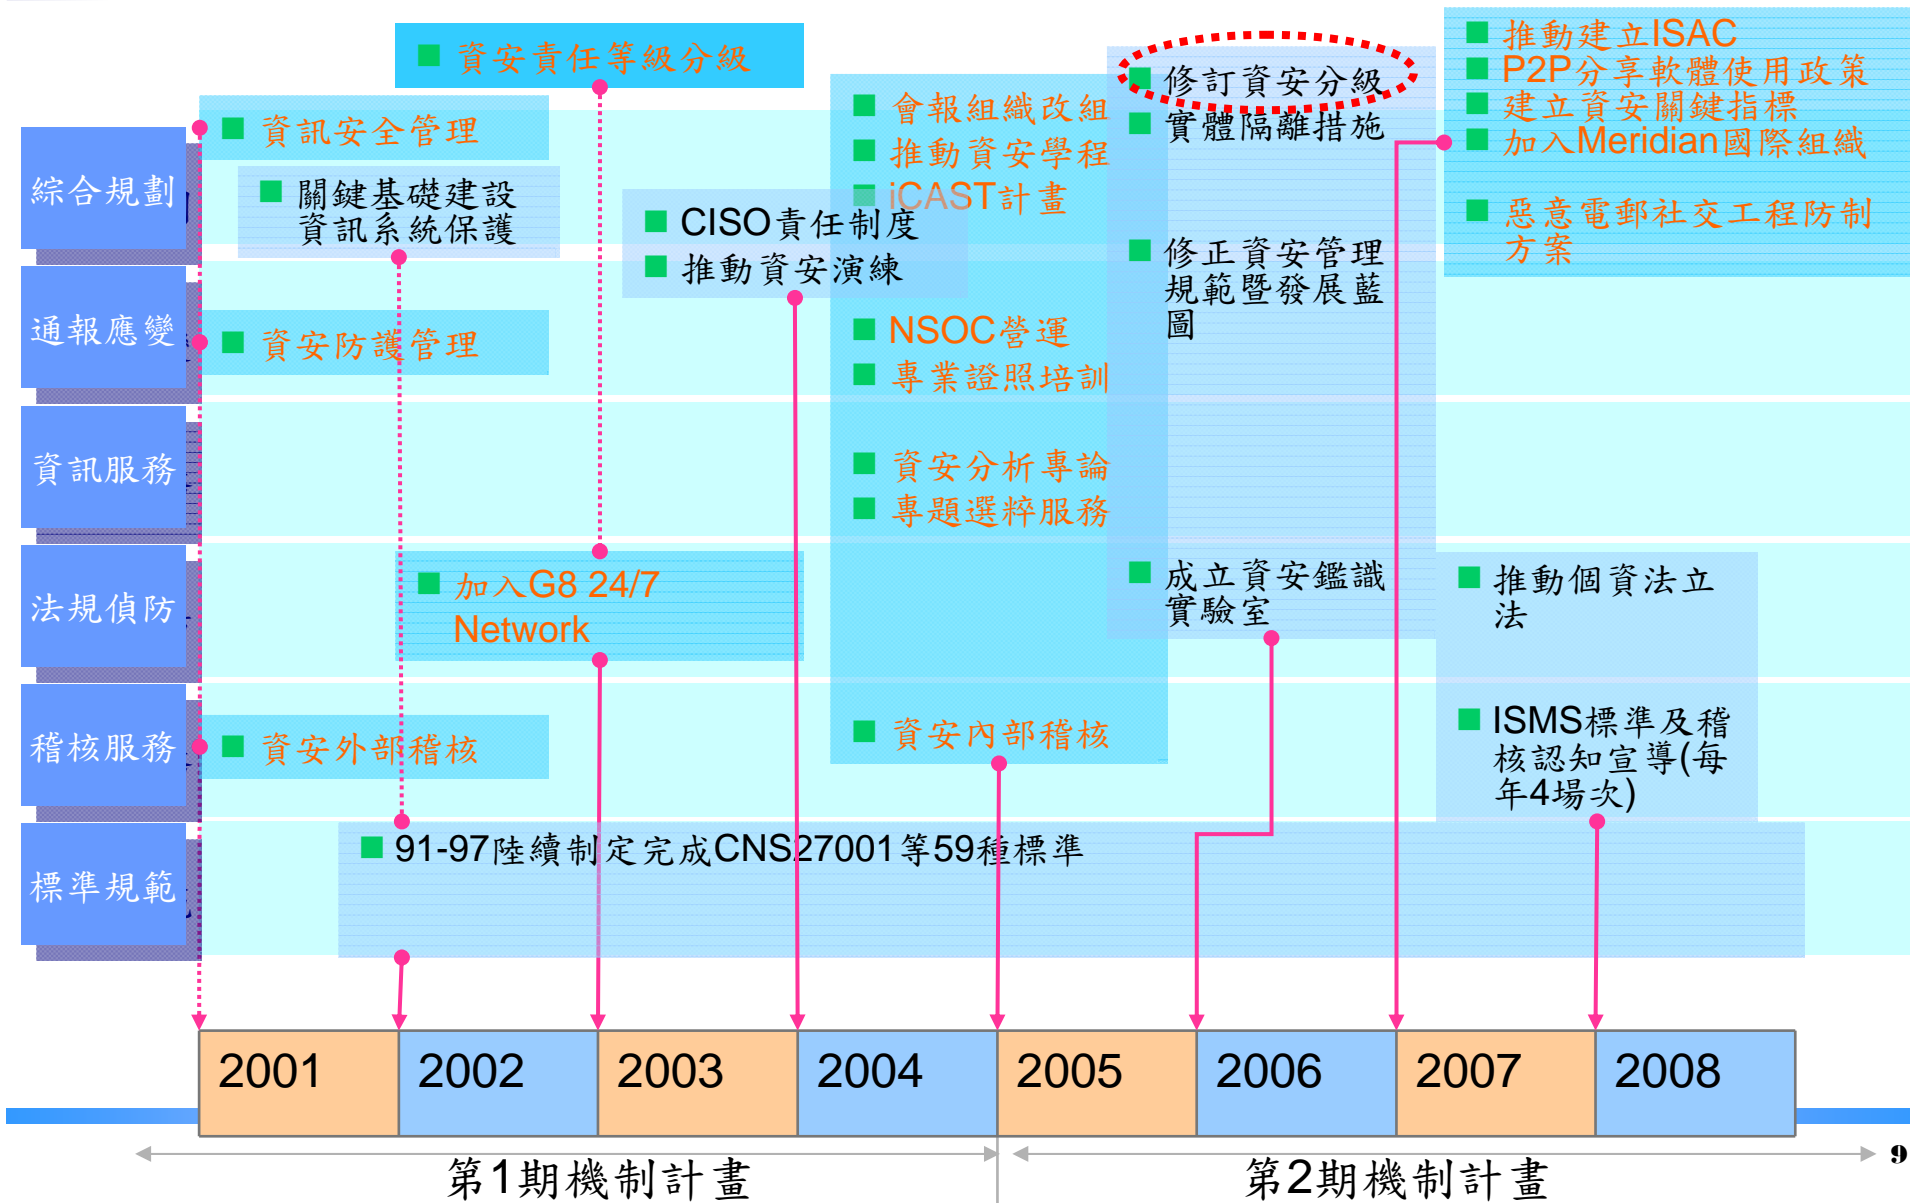 資安責任等級分級
推動建立ISAC
P2P分享軟體使用政策
建立資安關鍵指標
加入Meridian國際組織
惡意電郵社交工程防制
方案
修訂資安分級
實體隔離措施
修正資安管理
規範暨發展藍
圖
會報組織改組
推動資安學程
iCAST計畫
綜合規劃
資訊安全管理
關鍵基礎建設
資訊系統保護
CISO責任制度
推動資安演練
通報應變
資安防護管理
NSOC營運
專業證照培訓
資訊服務
資安分析專論
專題選粹服務
法規偵防
加入G8 24/7
Network
成立資安鑑識
實驗室
推動個資法立
法
稽核服務
資安外部稽核
資安內部稽核
ISMS標準及稽
核認知宣導(每
年4場次)
標準規範
91-97陸續制定完成CNS27001等59種標準
2001
2002
2003
2004
2005
2006
2007
2008
第1期機制計畫
第2期機制計畫
9